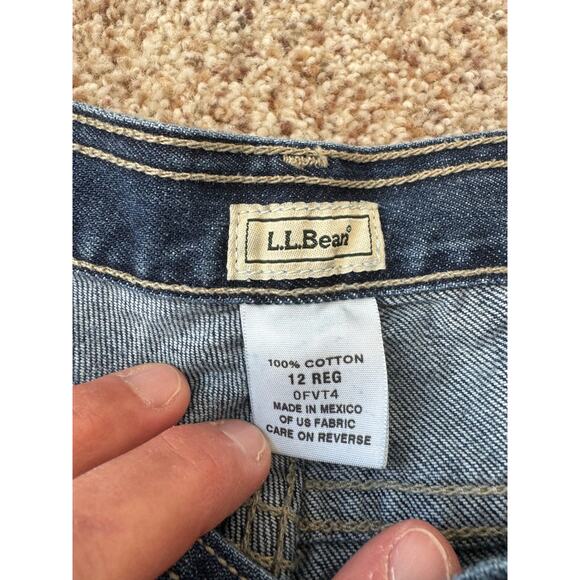 L.L.Bean®
100% COTTON
12 REG
0FVT4
MADE IN MEXICO
OF US FABRIC
CARE ON REVERSE